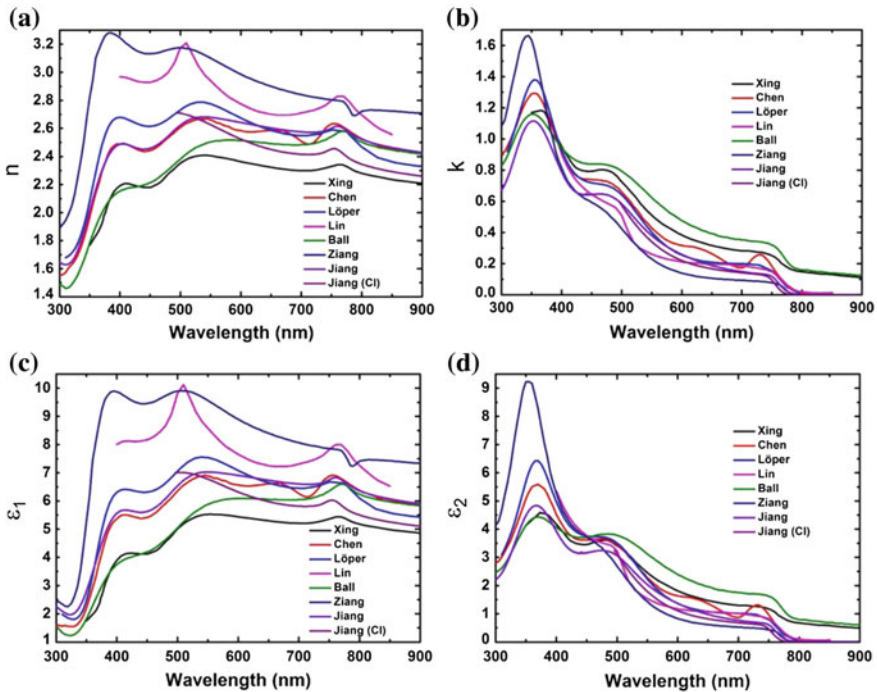 (a)
3.2
3.0
2.8
2.6
2.4
2.2
2.0
1.8
1.6
1.4
n
300 400 500 600 700 800 900
Wavelength (nm)
Xing
Chen
Löper
Lin
Ball
Ziang
Jiang
Jiang (Cl)
(b)
1.6
1.4
1.2
1.0
0.8
0.6
0.4
0.2
0.0
k
300 400 500 600 700 800 900
Wavelength (nm)
Xing
Chen
Löper
Lin
Ball
Ziang
Jiang
Jiang (Cl)
(c)
10
9
8
7
6
5
4
3
2
1
ε1
300 400 500 600 700 800 900
Wavelength (nm)
Xing
Chen
Löper
Lin
Ball
Ziang
Jiang
Jiang (Cl)
(d)
9
8
7
6
5
4
3
2
1
0
ε2
300 400 500 600 700 800 900
Wavelength (nm)
Xing
Chen
Löper
Lin
Ball
Ziang
Jiang
Jiang (Cl)